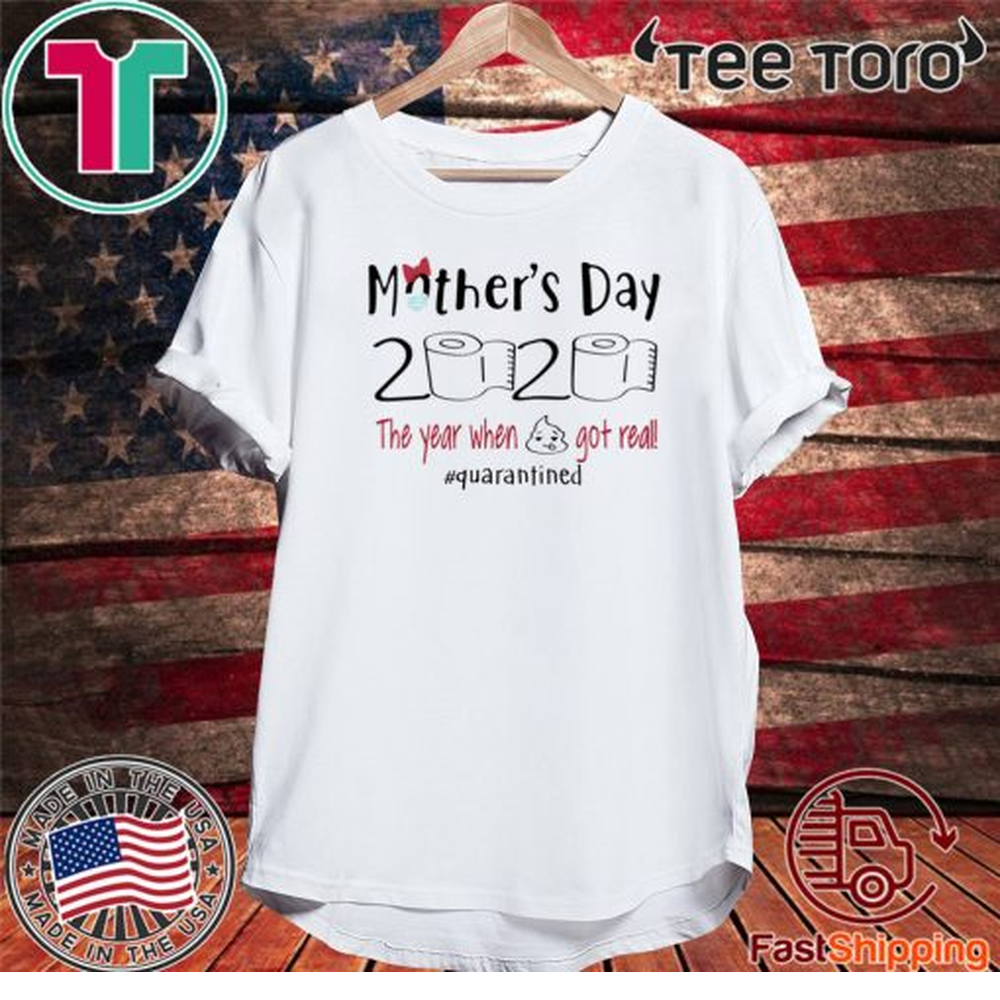 TEE TORO
Mother's Day
2020
The year when 💩 got real!
#quarantined
MADE IN THE USA
MADE IN THE USA
FastShipping